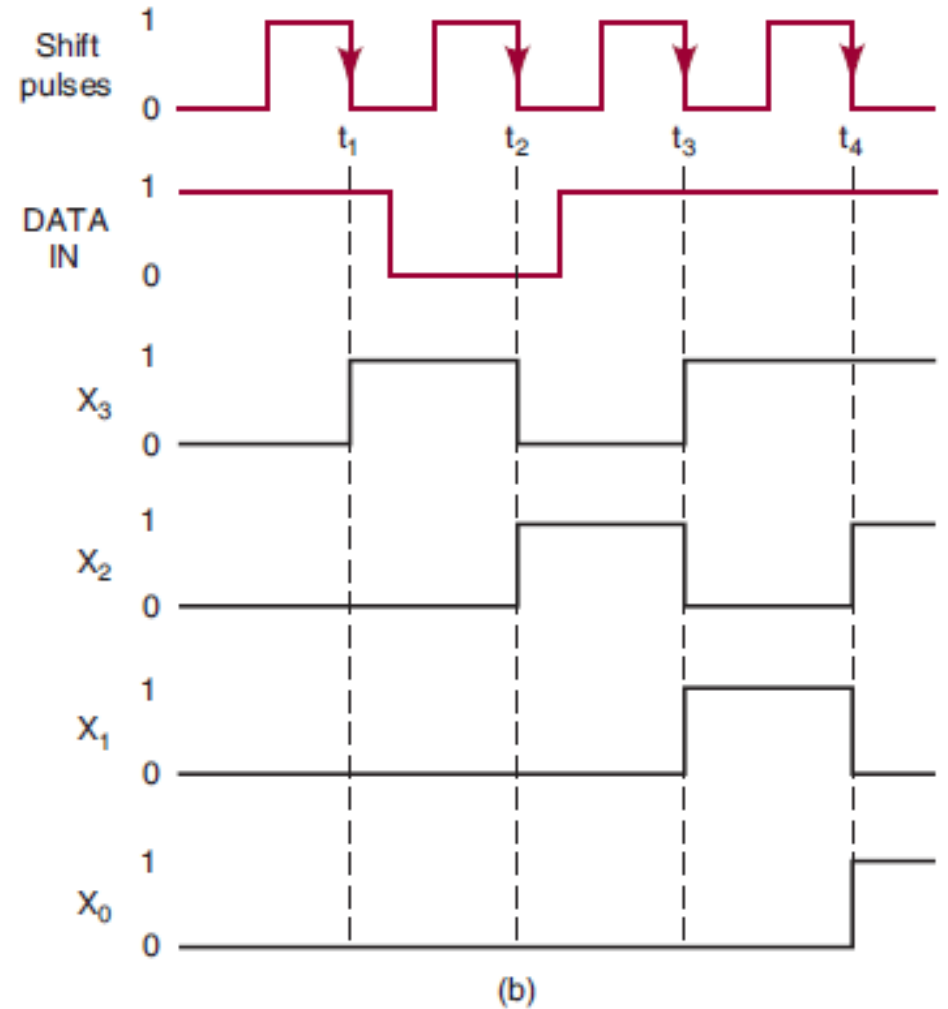 1
Shift
pulses
0
t₁ t₂ t₃ t₄
1
DATA
IN
0
1
X₃
0
1
X₂
0
1
X₁
0
1
X₀
0
(b)